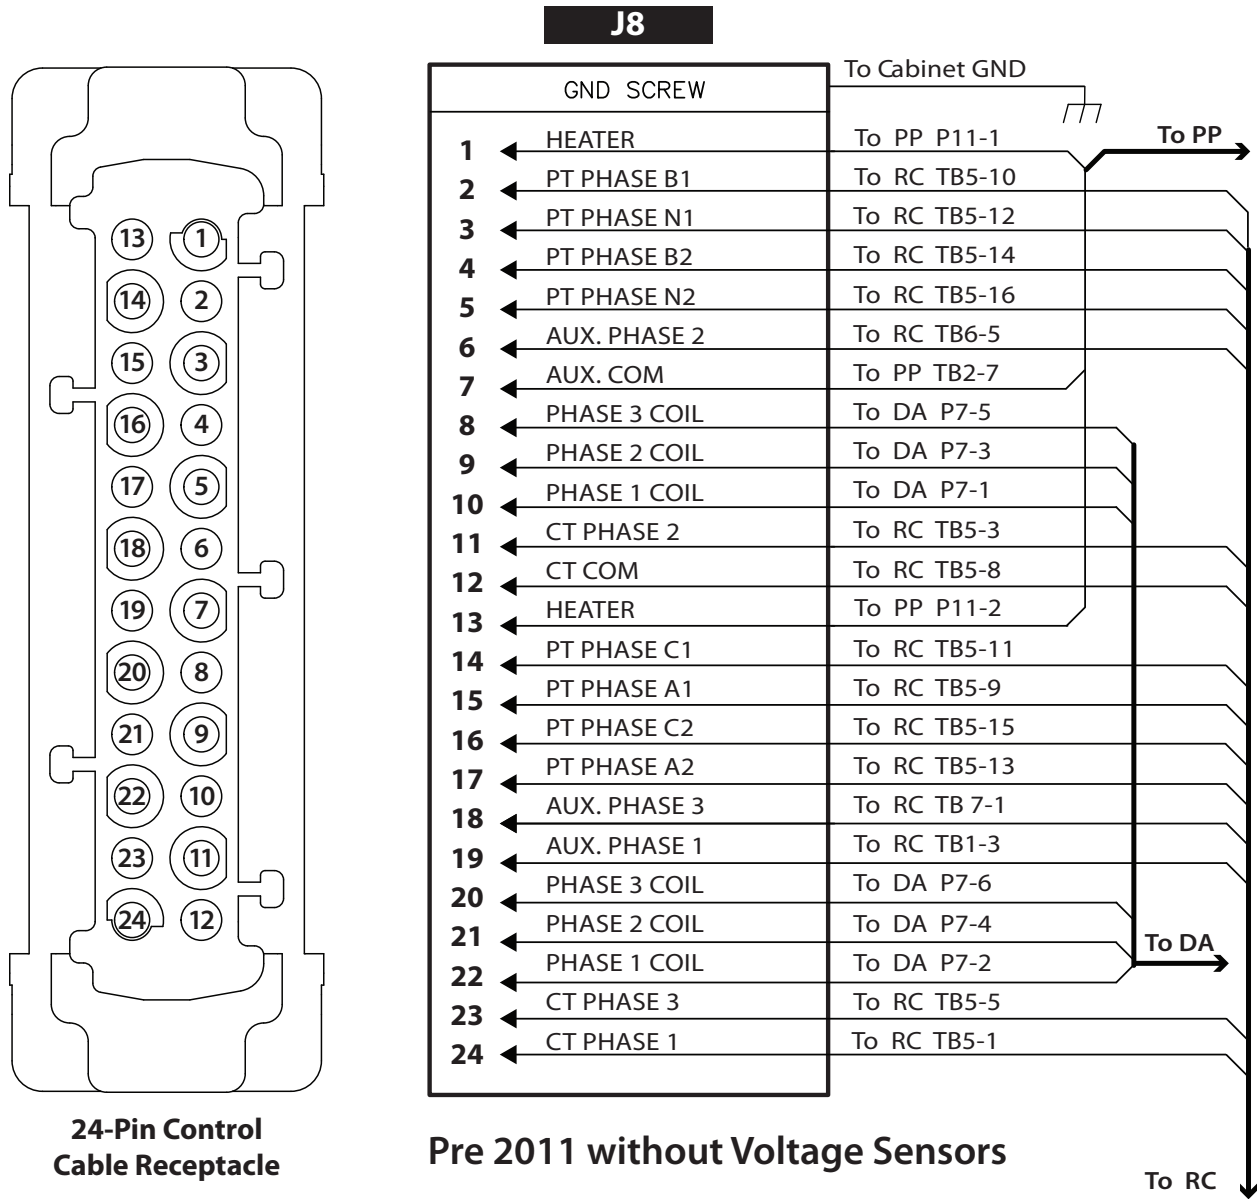 J8
GND SCREW To Cabinet GND
1 HEATER To PP P11-1 To PP
2 PT PHASE B1 To RC TB5-10
3 PT PHASE N1 To RC TB5-12
4 PT PHASE B2 To RC TB5-14
5 PT PHASE N2 To RC TB5-16
6 AUX. PHASE 2 To RC TB6-5
7 AUX. COM To PP TB2-7
8 PHASE 3 COIL To DA P7-5
9 PHASE 2 COIL To DA P7-3
10 PHASE 1 COIL To DA P7-1
11 CT PHASE 2 To RC TB5-3
12 CT COM To RC TB5-8
13 HEATER To PP P11-2
14 PT PHASE C1 To RC TB5-11
15 PT PHASE A1 To RC TB5-9
16 PT PHASE C2 To RC TB5-15
17 PT PHASE A2 To RC TB5-13
18 AUX. PHASE 3 To RC TB 7-1
19 AUX. PHASE 1 To RC TB1-3
20 PHASE 3 COIL To DA P7-6
21 PHASE 2 COIL To DA P7-4
To DA
22 PHASE 1 COIL To DA P7-2
23 CT PHASE 3 To RC TB5-5
24 CT PHASE 1 To RC TB5-1
13 1
14 2
15 3
16 4
17 5
18 6
19 7
20 8
21 9
22 10
23 11
24 12
24-Pin Control
Cable Receptacle
Pre 2011 without Voltage Sensors
To RC